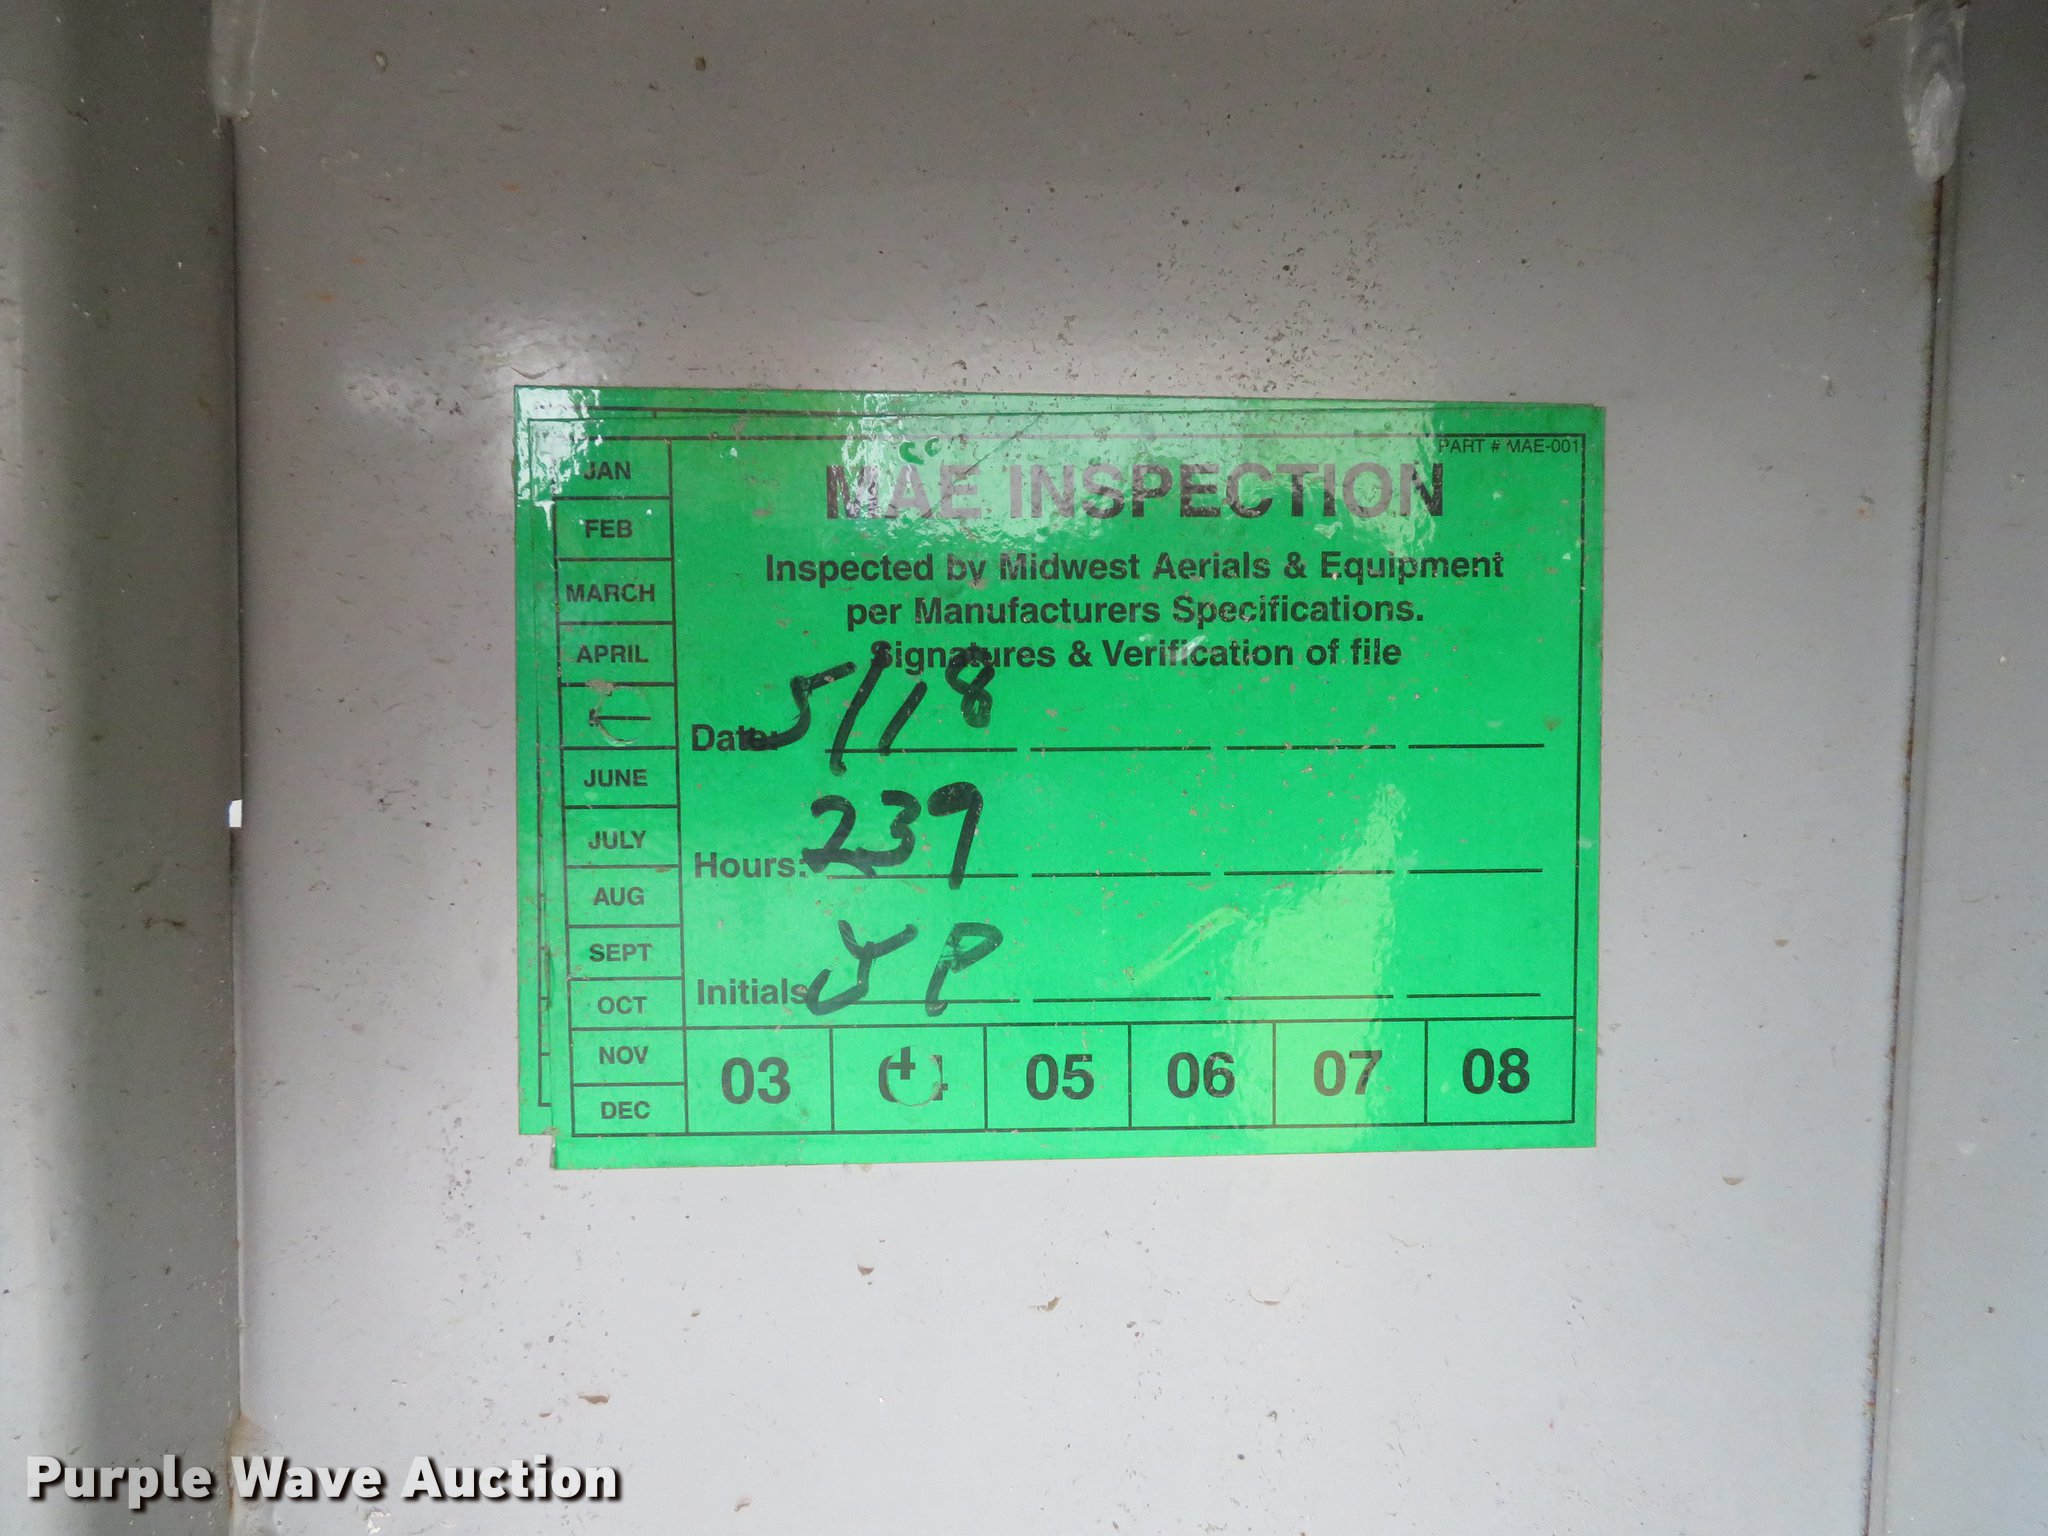 PART # MAE-001
MAE INSPECTION
Inspected by Midwest Aerials & Equipment
per Manufacturers Specifications.
Signatures & Verification of file
JAN
FEB
MARCH
APRIL
JUNE
JULY
AUG
SEPT
OCT
NOV
DEC
Date: 5/18
Hours: 239
Initials JP
03
05
06
07
08
Purple Wave Auction